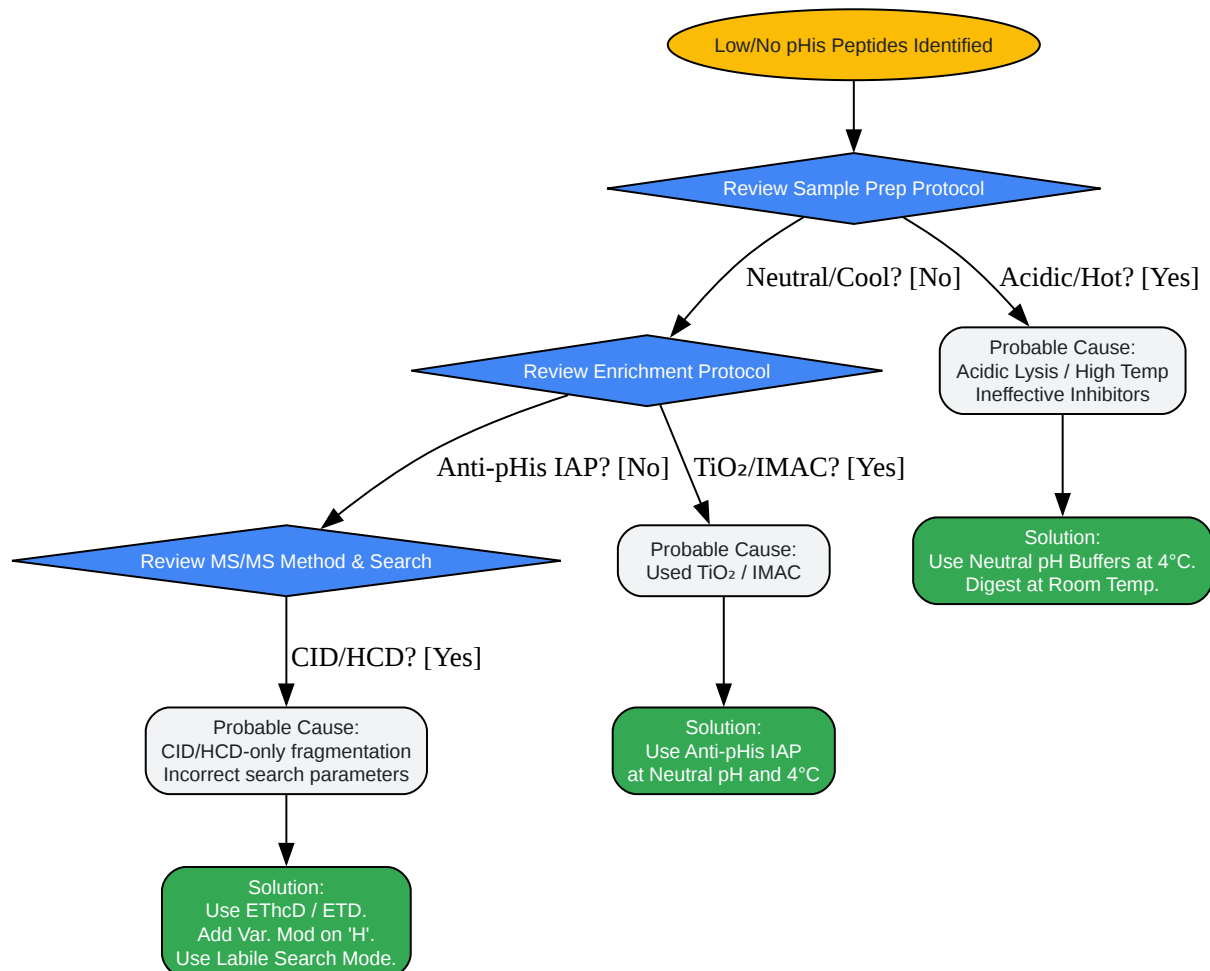 Low/No pHis Peptides Identified
Review Sample Prep Protocol
Neutral/Cool? [No]
Acidic/Hot? [Yes]
Review Enrichment Protocol
Probable Cause:
Acidic Lysis / High Temp
Ineffective Inhibitors
Anti-pHis IAP? [No]
TiO₂/IMAC? [Yes]
Review MS/MS Method & Search
Probable Cause:
Used TiO₂ / IMAC
Solution:
Use Neutral pH Buffers at 4°C.
Digest at Room Temp.
CID/HCD? [Yes]
Probable Cause:
CID/HCD-only fragmentation
Incorrect search parameters
Solution:
Use Anti-pHis IAP
at Neutral pH and 4°C
Solution:
Use EThcD / ETD.
Add Var. Mod on 'H'.
Use Labile Search Mode.